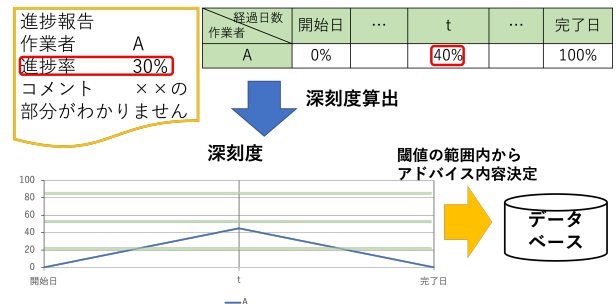 進捗報告
作業者 A
進捗率 30%
コメント ××の
部分がわかりません
経過日数
作業者
開始日 … t … 完了日
A 0% 40% 100%
深刻度算出
深刻度
閾値の範囲内から
アドバイス内容決定
100
80
60
40
20
0
開始日 t 完了日
A
データ
ベース